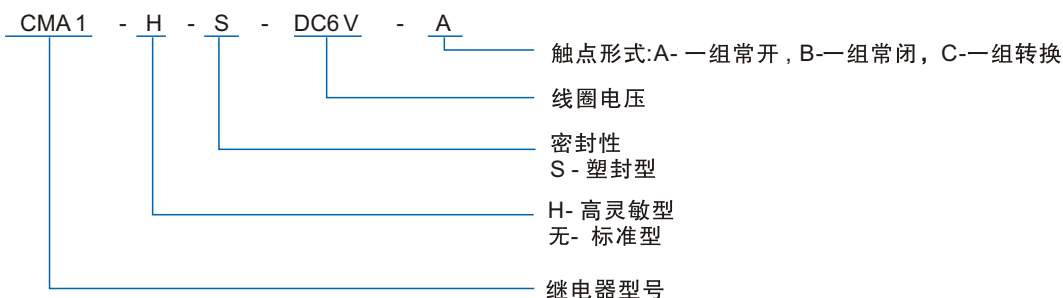 CMA1 - H - S - DC6V - A
触点形式:A- 一组常开 , B-一组常闭，C-一组转换
线圈电压
密封性
S - 塑封型
H- 高灵敏型
无- 标准型
继电器型号